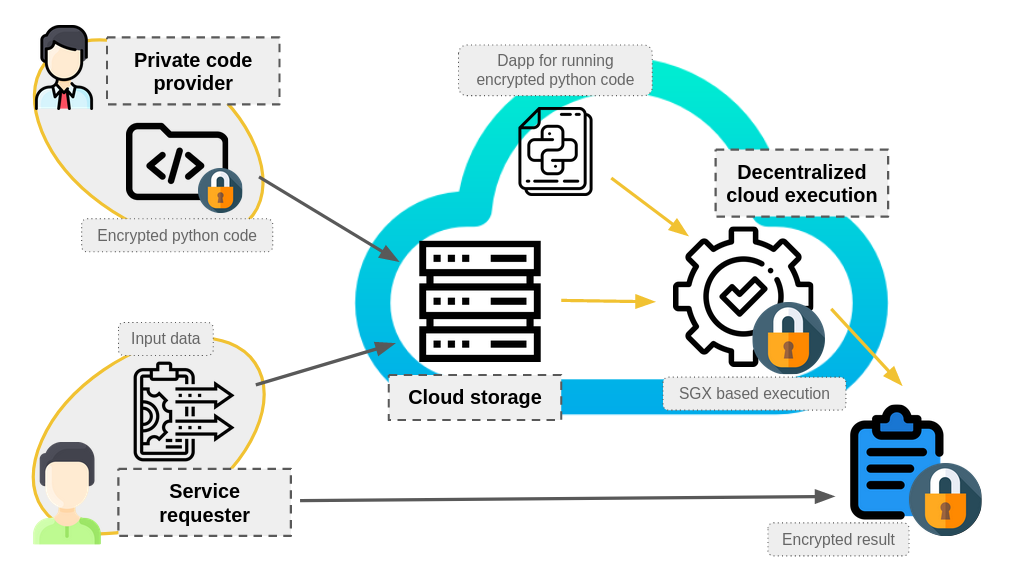 Private code
provider
Encrypted python code
Dapp for running
encrypted python code
Decentralized
cloud execution
Input data
Cloud storage
SGX based execution
Service
requester
Encrypted result